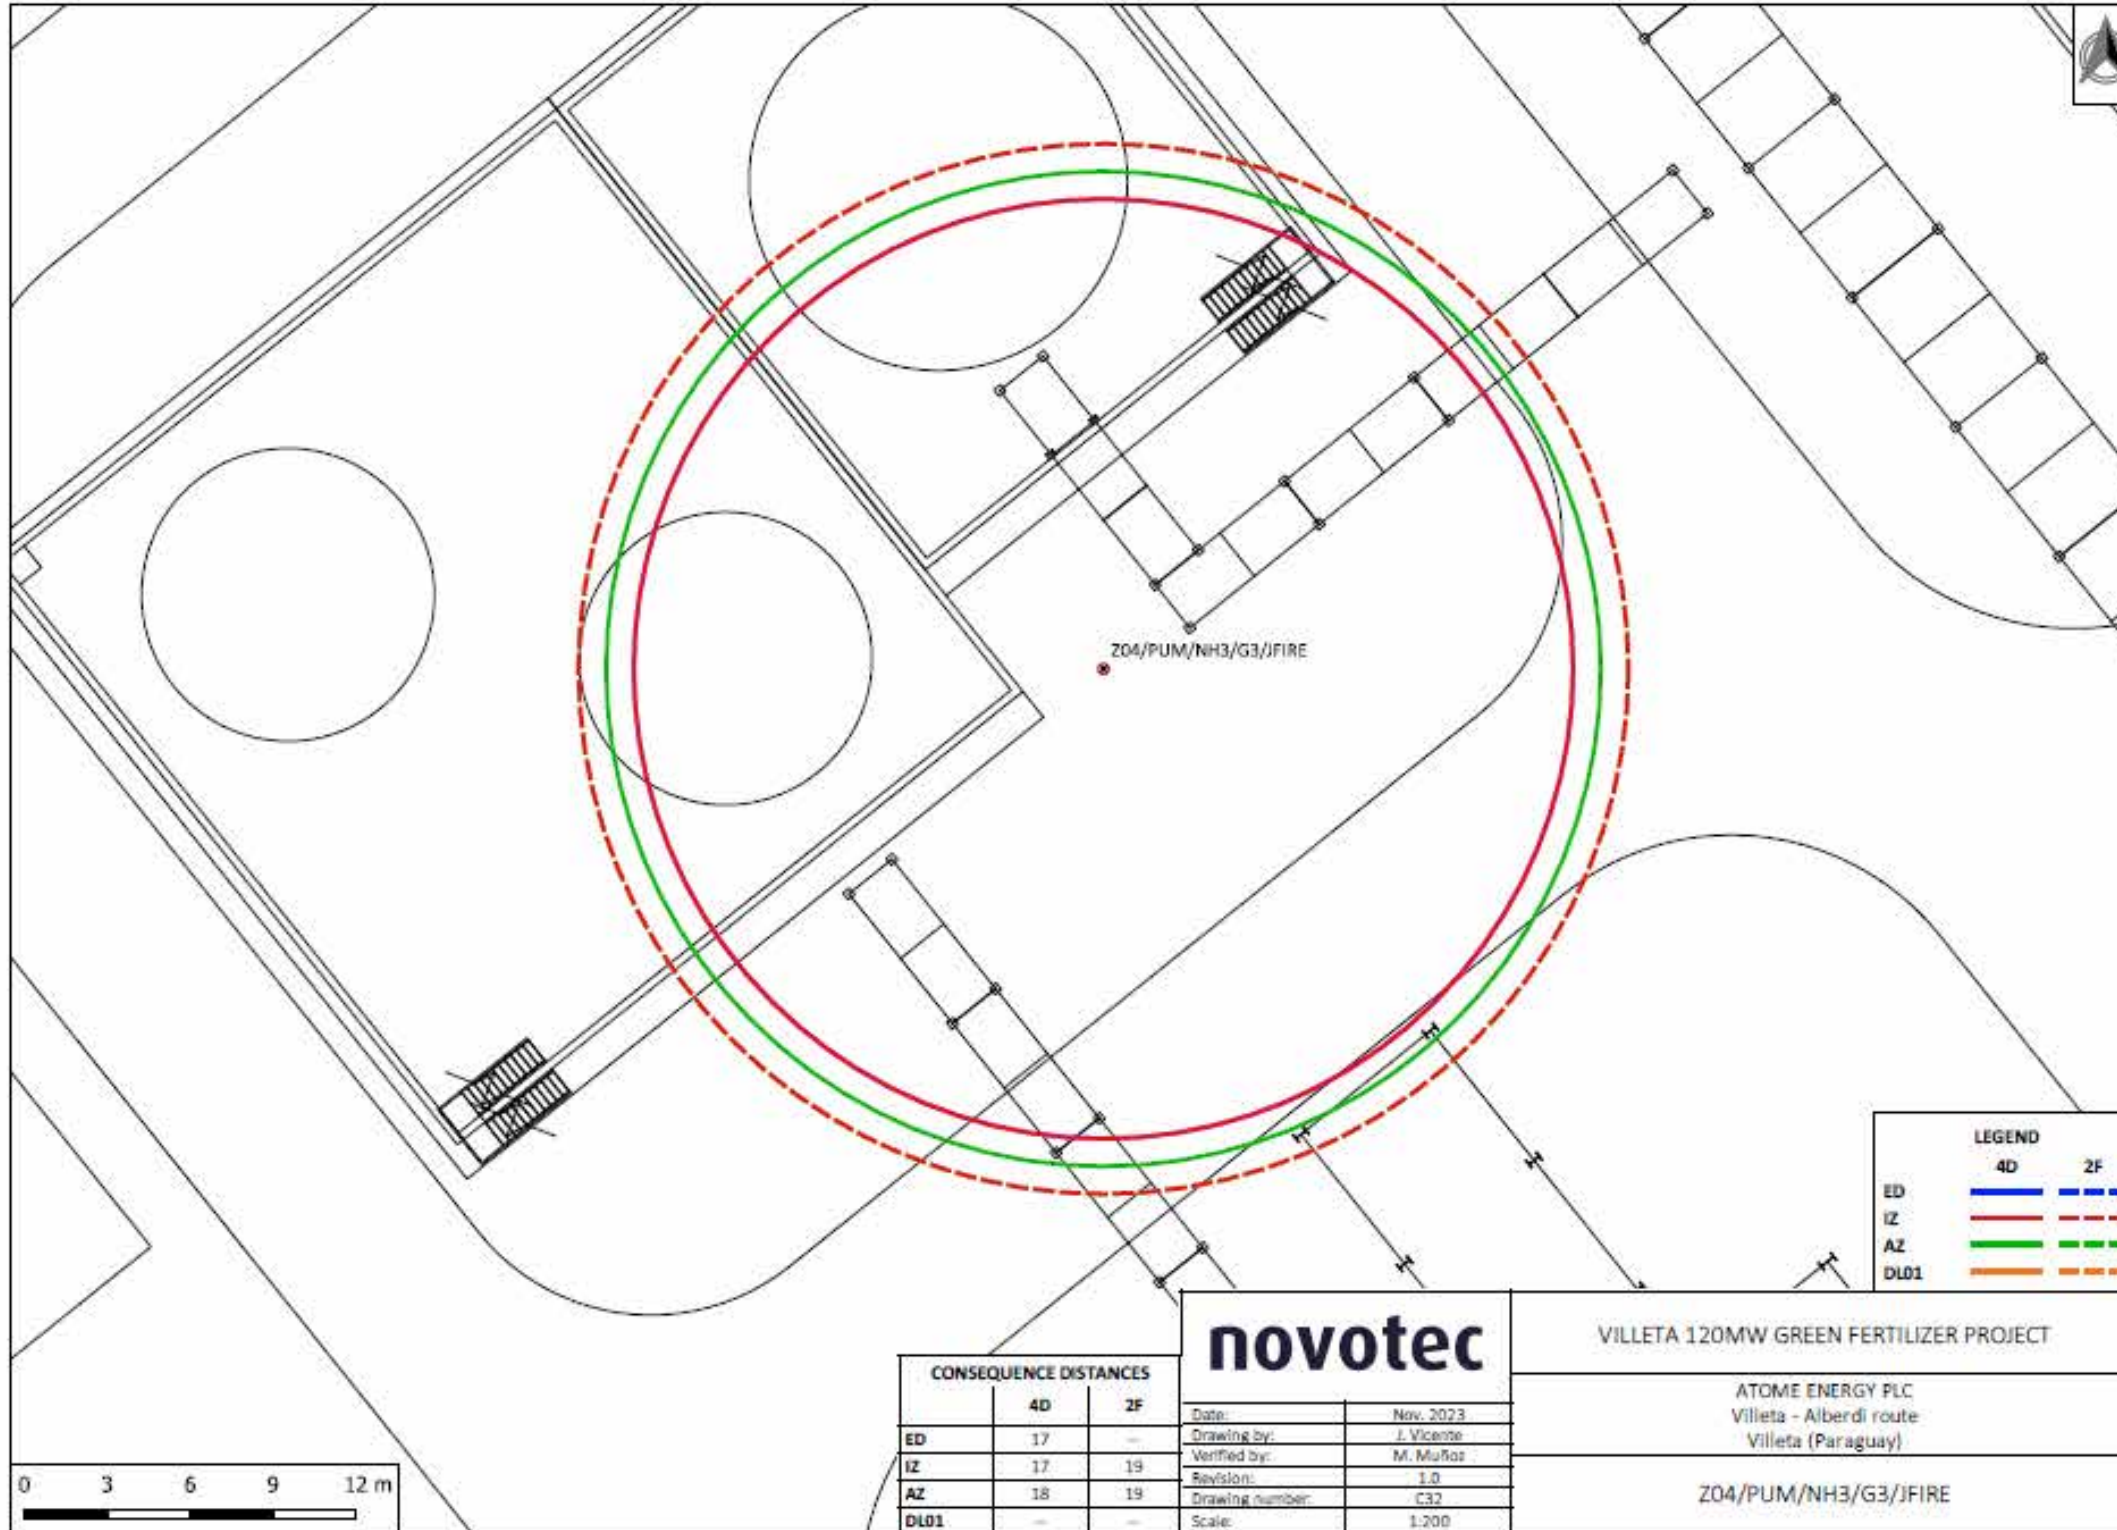 Z04/PUM/NH3/G3/JFIRE
LEGEND
4D 2F
ED
IZ
AZ
DL01
0 3 6 9 12 m
CONSEQUENCE DISTANCES
4D 2F
ED 17 —
IZ 17 19
AZ 18 19
DL01 — —
novotec
Date: Nov. 2023
Drawing by: J. Vicente
Verified by: M. Muñoz
Revision: 1.0
Drawing number: C32
Scale: 1:200
VILLETA 120MW GREEN FERTILIZER PROJECT
ATOME ENERGY PLC
Villeta - Alberdi route
Villeta (Paraguay)
Z04/PUM/NH3/G3/JFIRE